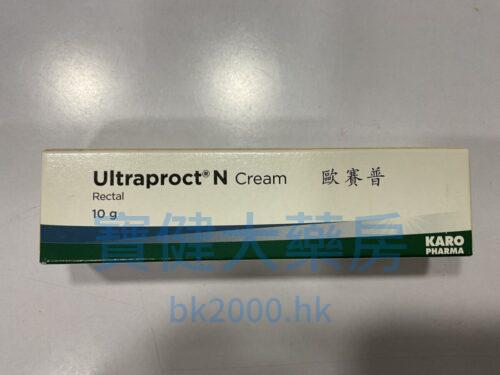 Ultraproct® N Cream 歐賽普
Rectal
10 g
KARO
PHARMA
寶健大藥房
bk2000.hk